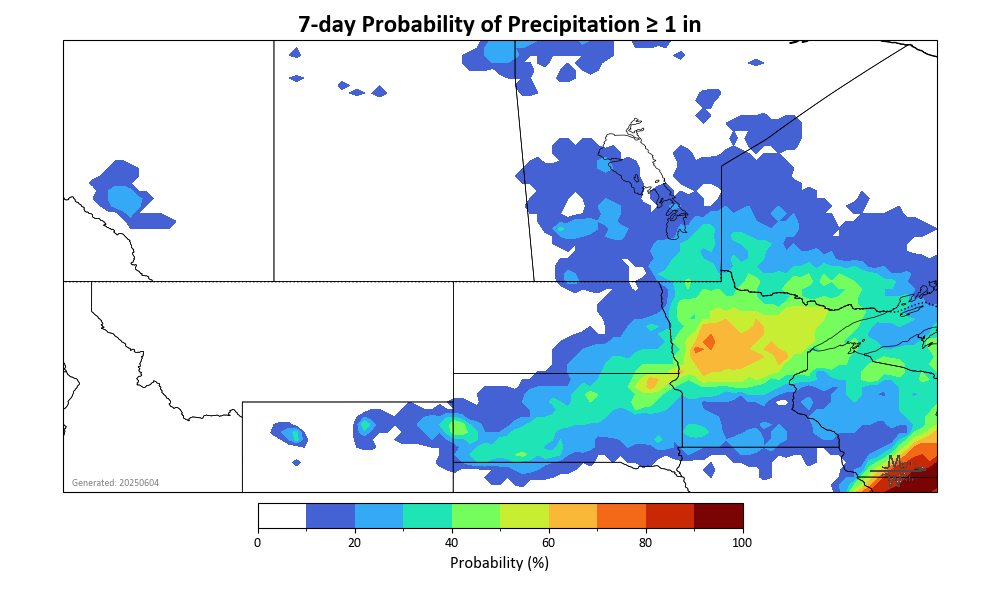 7-day Probability of Precipitation ≥ 1 in
Generated: 20250604
0 20 40 60 80 100
Probability (%)